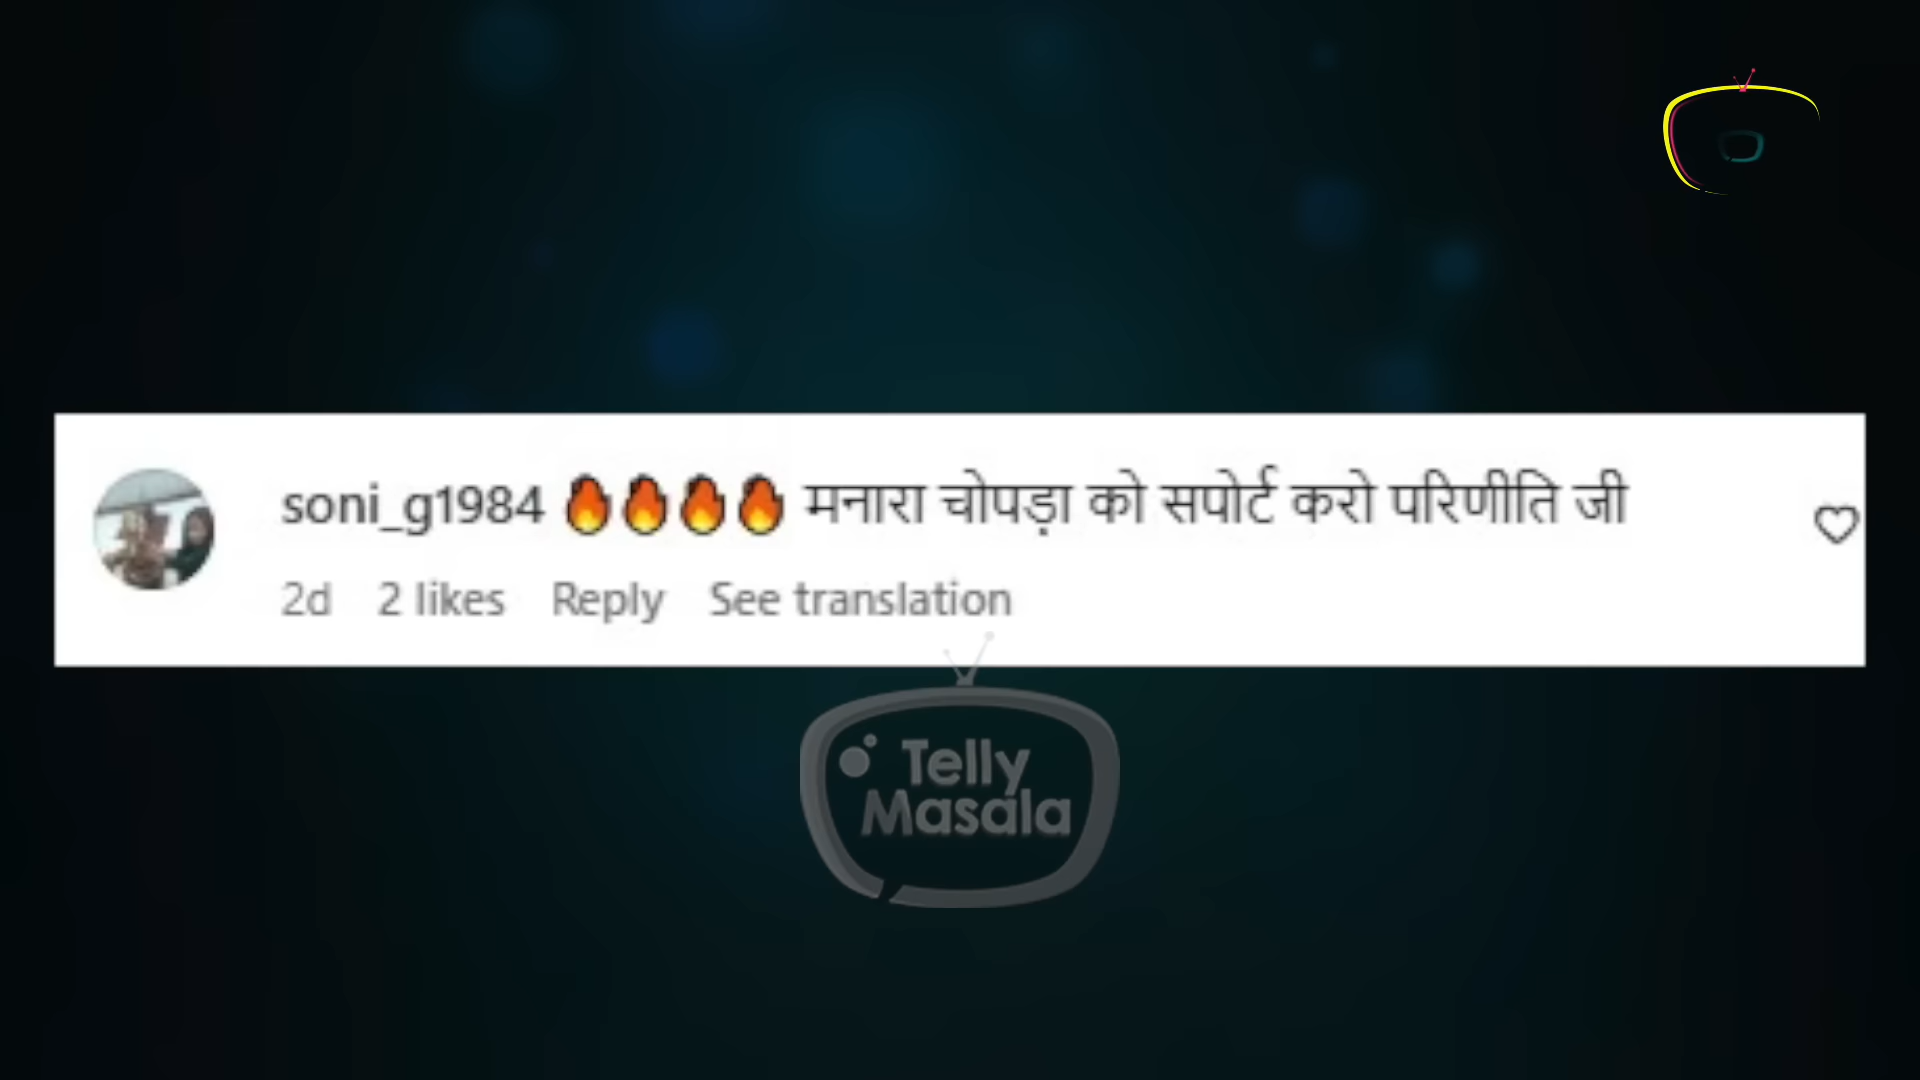 soni_g1984 🔥🔥🔥🔥 मनारा चोपड़ा को सपोर्ट करो परिणीति जी
2d 2 likes Reply See translation
Telly
Masala